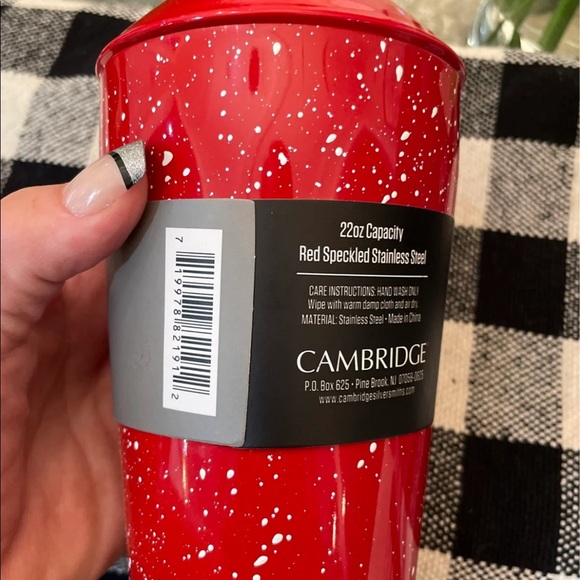 22oz Capacity
Red Speckled Stainless Steel
CARE INSTRUCTIONS: HAND WASH ONLY
Wipe with warm damp cloth and air dry.
MATERIAL: Stainless Steel • Made in China
CAMBRIDGE
P.O. Box 625 • Pine Brook, NJ 07058-0625
www.cambridgesilversmiths.com
7 19978 82191 2